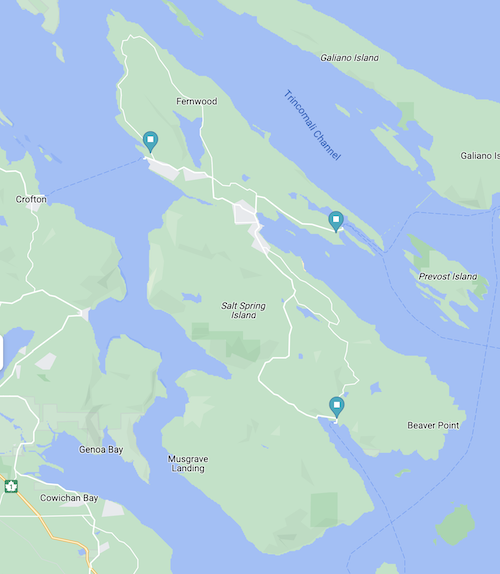 Galiano Island
Fernwood
Trincomali Channel
Galiano Is
Crofton
Prevost Island
Salt Spring
Island
Beaver Point
Genoa Bay
Musgrave
Landing
1
Cowichan Bay